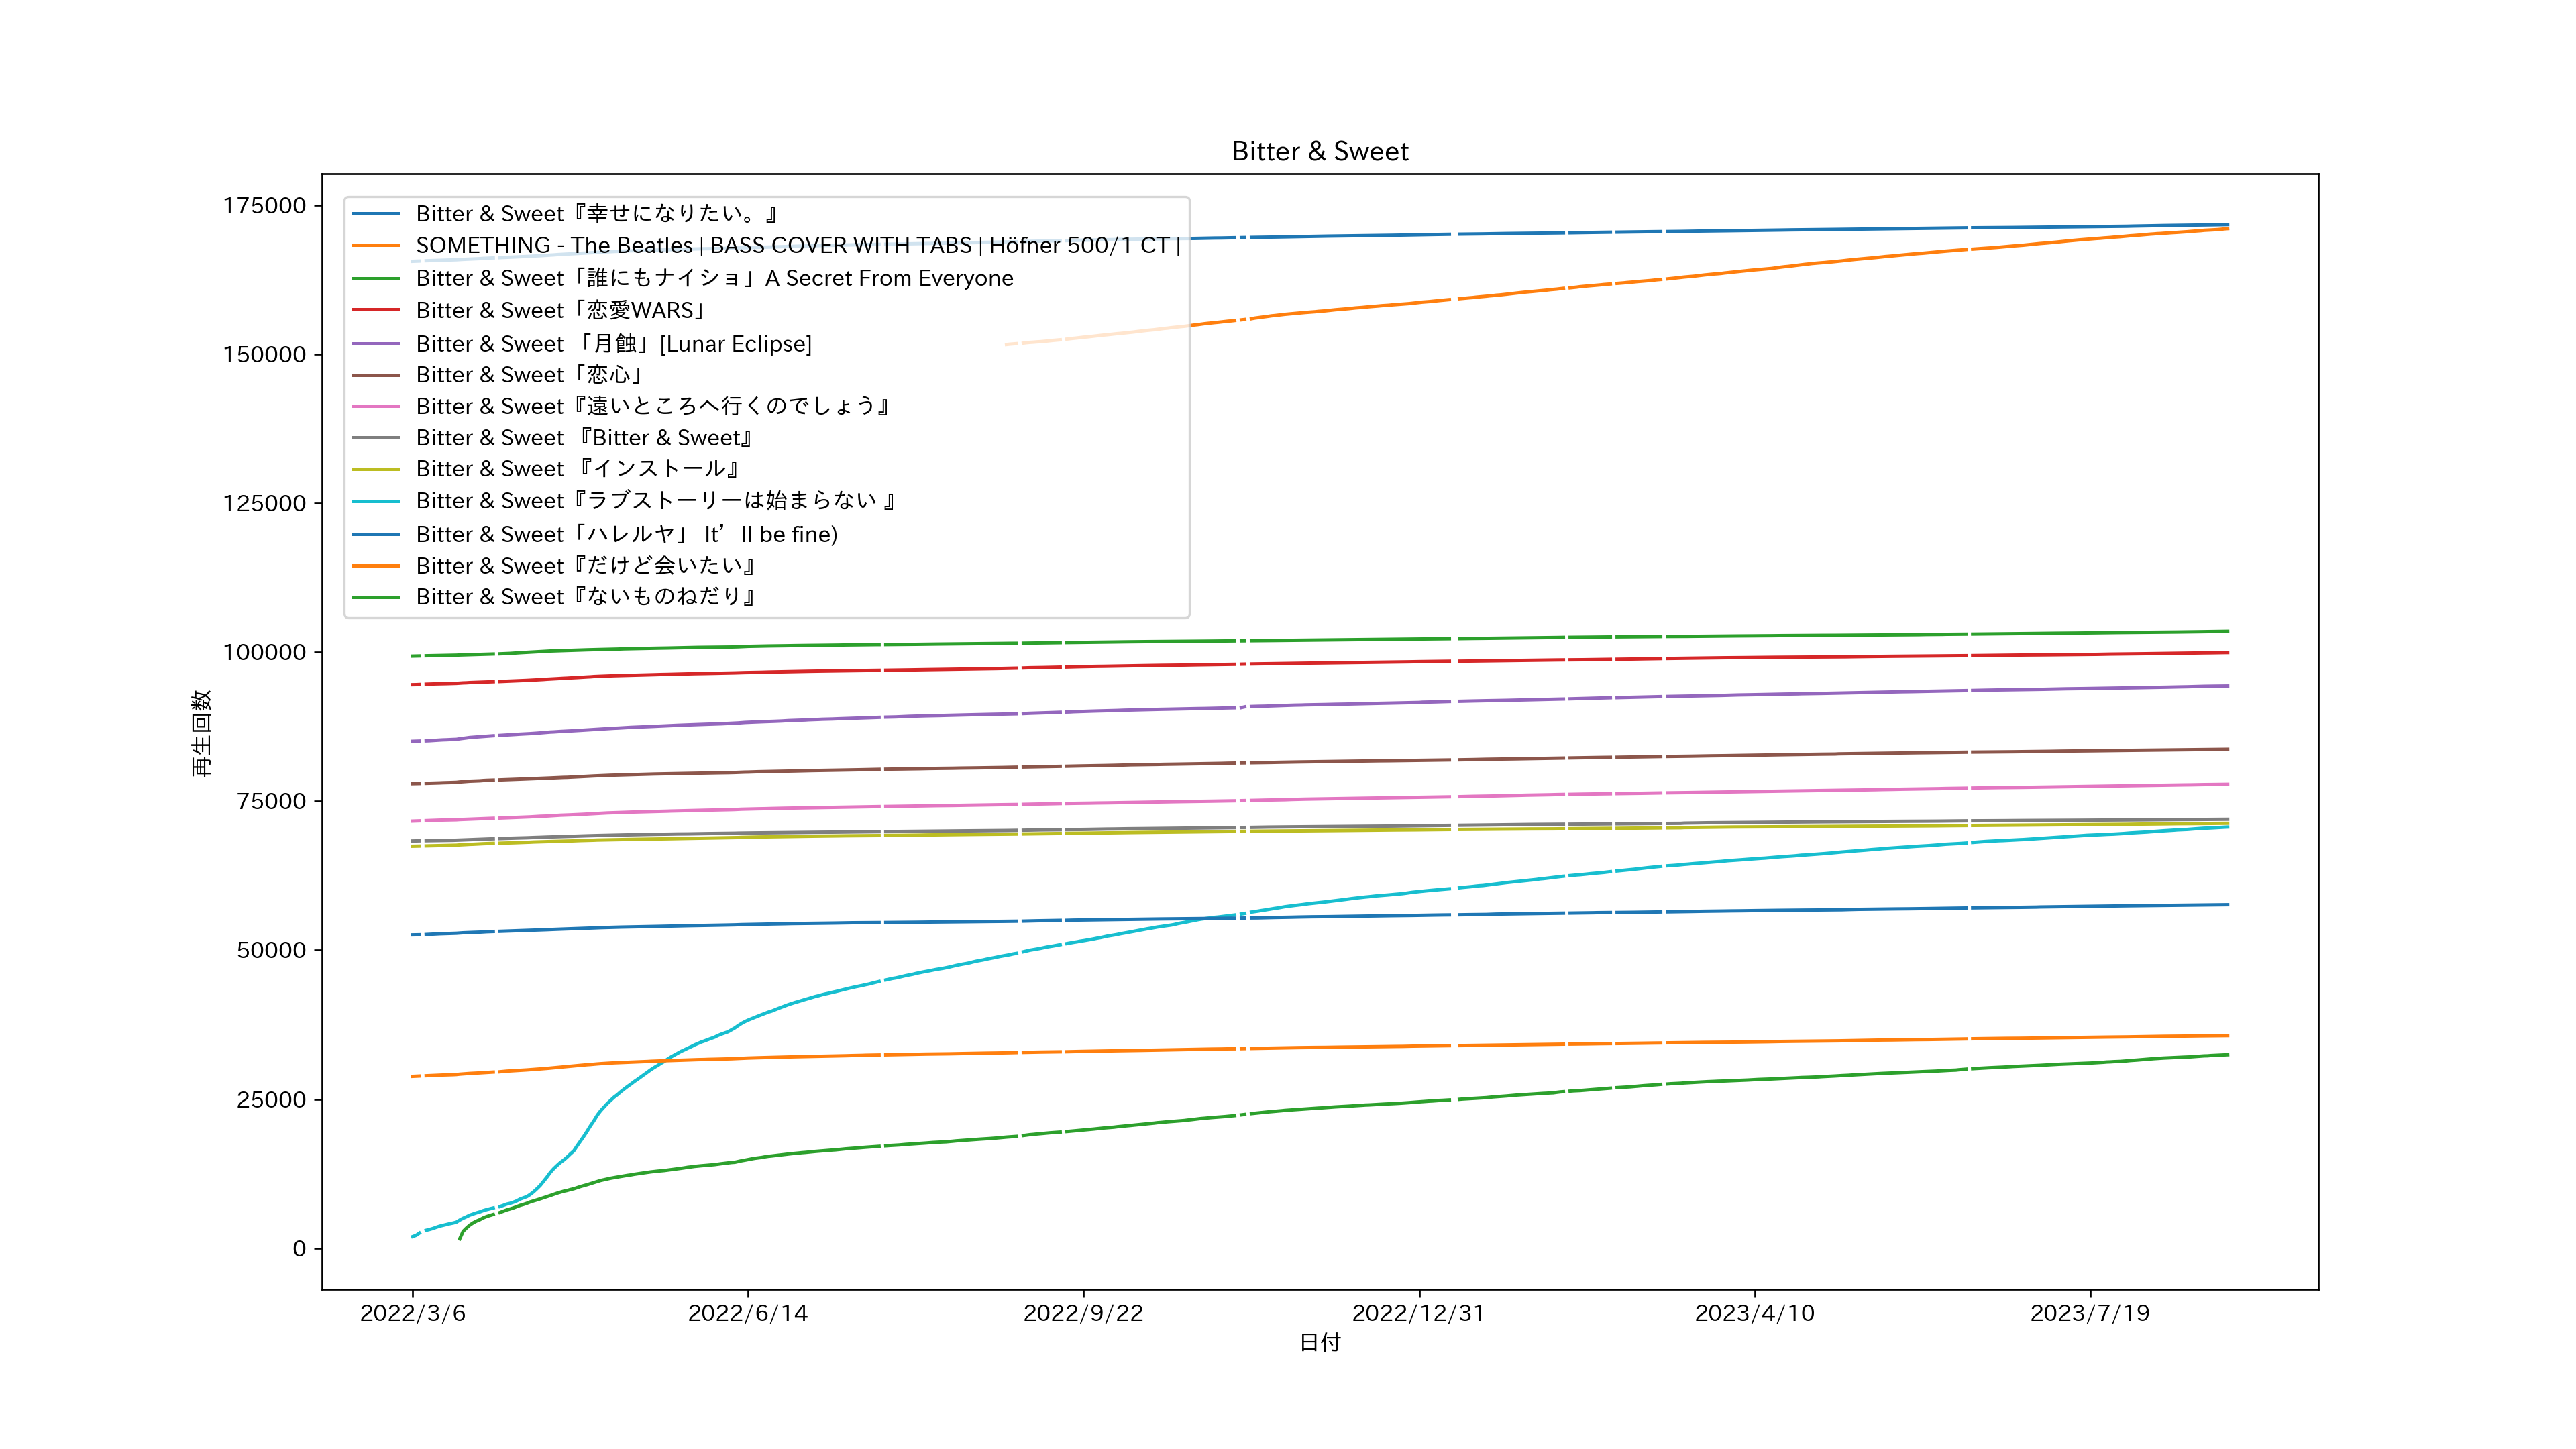 Bitter & Sweet
175000
150000
125000
100000
75000
50000
25000
0
再生回数
Bitter & Sweet『幸せになりたい。』
SOMETHING - The Beatles | BASS COVER WITH TABS | Höfner 500/1 CT |
Bitter & Sweet「誰にもナイショ」A Secret From Everyone
Bitter & Sweet「恋愛WARS」
Bitter & Sweet 「月蝕」[Lunar Eclipse]
Bitter & Sweet「恋心」
Bitter & Sweet『遠いところへ行くのでしょう』
Bitter & Sweet 『Bitter & Sweet』
Bitter & Sweet 『インストール』
Bitter & Sweet『ラブストーリーは始まらない 』
Bitter & Sweet「ハレルヤ」 It’ll be fine)
Bitter & Sweet『だけど会いたい』
Bitter & Sweet『ないものねだり』
2022/3/6
2022/6/14
2022/9/22
2022/12/31
2023/4/10
2023/7/19
日付